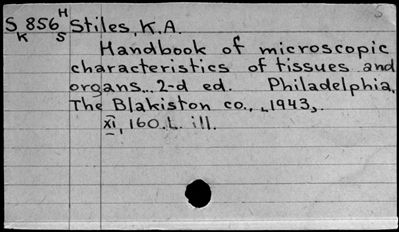 S 856 H Stiles, K.A.
K S Handbook of microscopic
characteristics of tissues and
organs... 2-d ed. Philadelphia,
The Blakiston co., 1943,.
XI, 160.L. ill.